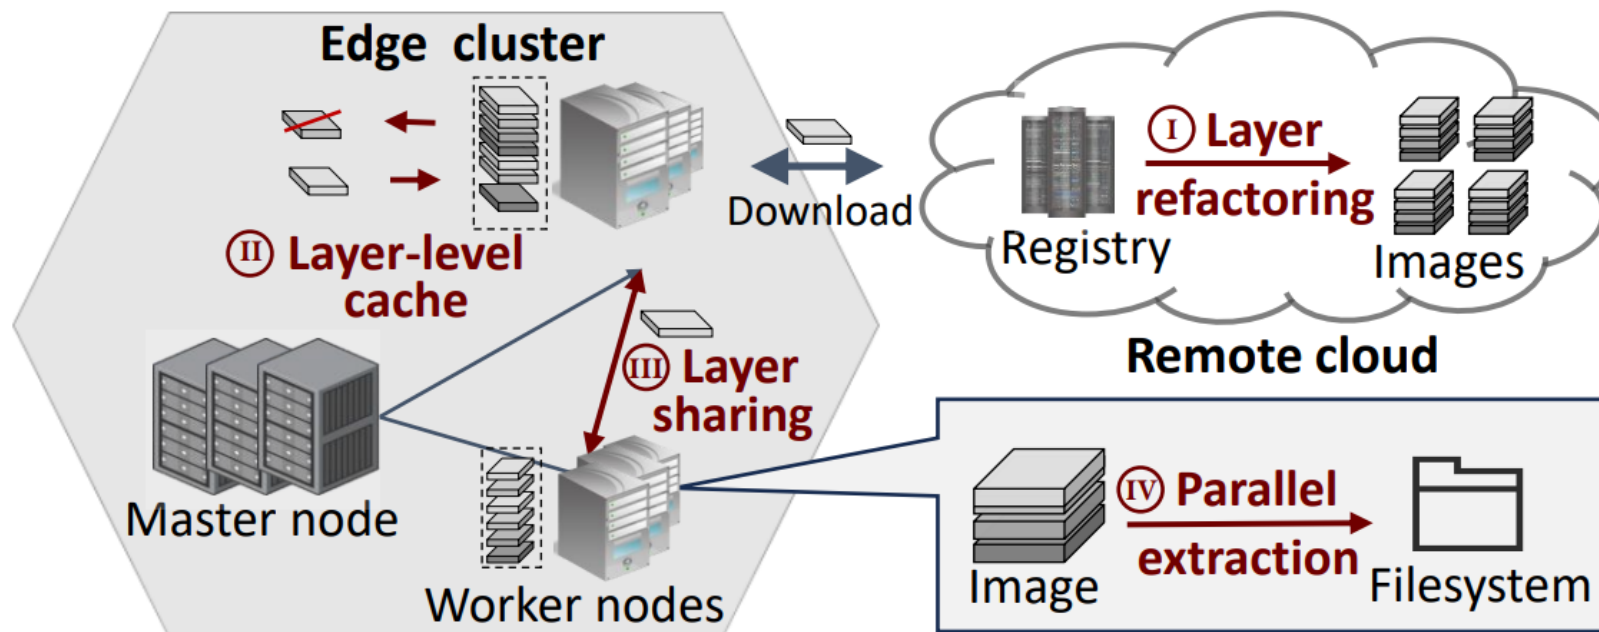 Edge cluster
II Layer-level
cache
Download
I Layer
refactoring
Registry
Images
Remote cloud
III Layer
sharing
Master node
Worker nodes
IV Parallel
extraction
Image
Filesystem